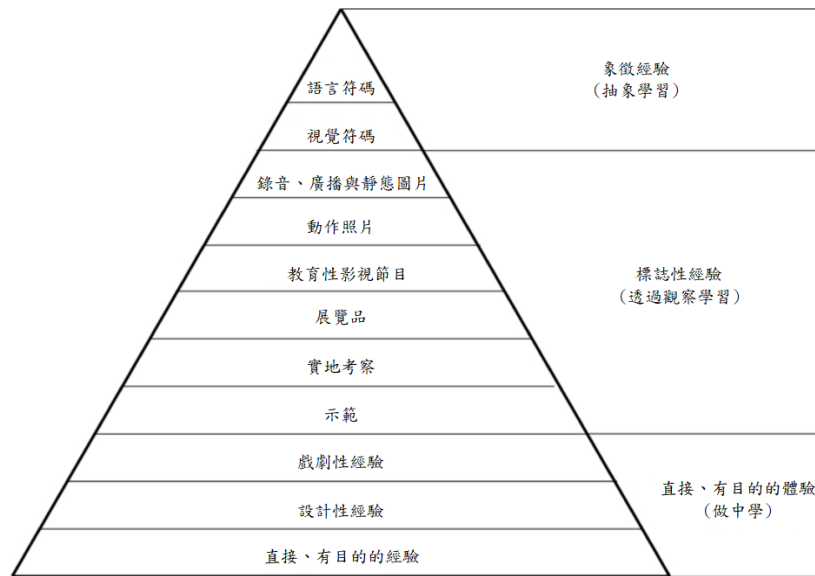 語言符碼
視覺符碼
錄音、廣播與靜態圖片
動作照片
教育性影視節目
展覽品
實地考察
示範
戲劇性經驗
設計性經驗
直接、有目的的經驗
象徵經驗
（抽象學習）
標誌性經驗
（透過觀察學習）
直接、有目的的體驗
（做中學）